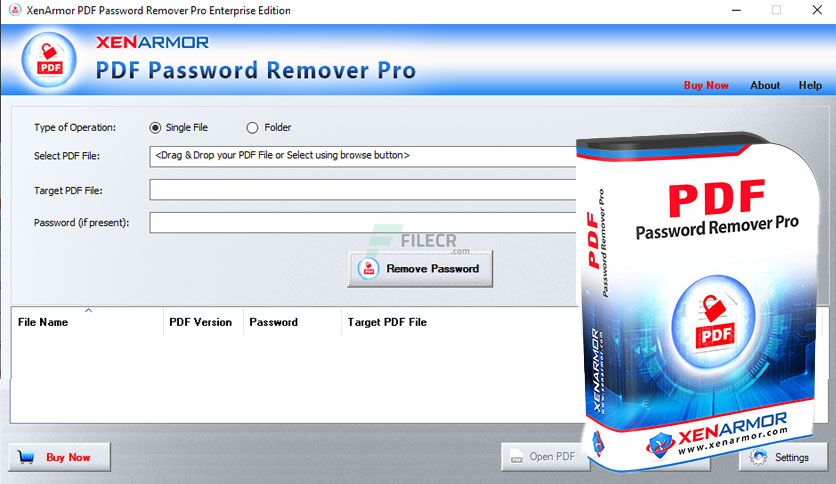 XenArmor PDF Password Remover Pro Enterprise Edition
XENARMOR
PDF Password Remover Pro
Buy Now About Help
Type of Operation: Single File Folder
Select PDF File: <Drag & Drop your PDF File or Select using browse button>
Target PDF File:
Password (if present):
FILECR
.com
PDF Remove Password
File Name PDF Version Password Target PDF File
Buy Now
Open PDF
Settings
PDF
Password Remover Pro
PDF
XENARMOR
www.xenarmor.com
PDF
Password Remover Pro
XENARMOR
www.xenarmor.com
PDF